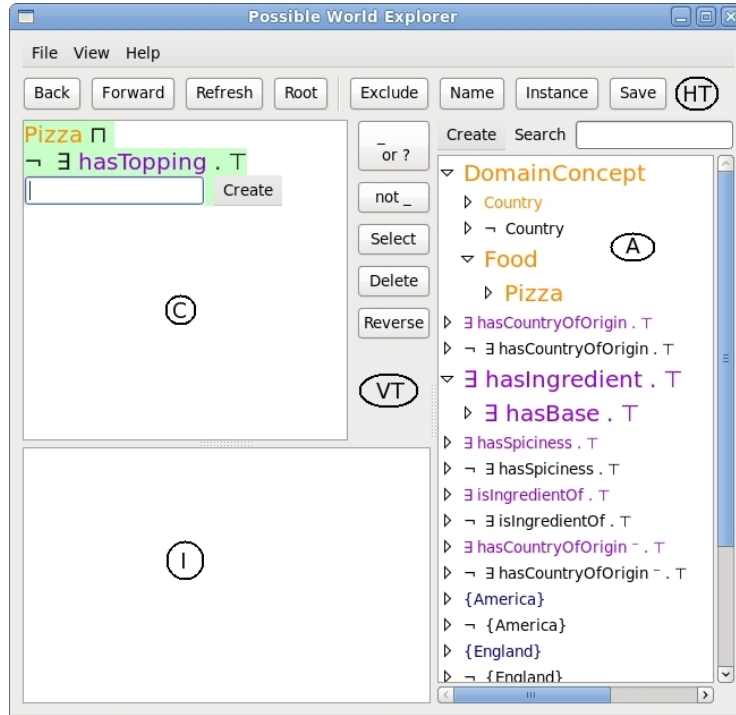 Possible World Explorer
File View Help
Back Forward Refresh Root Exclude Name Instance Save HT
Pizza ⊓
¬ ∃ hasTopping . ⊤
Create
C
I
_ or ?
not _
Select
Delete
Reverse
VT
Create Search
DomainConcept
Country
¬ Country
A
Food
Pizza
∃ hasCountryOfOrigin . ⊤
¬ ∃ hasCountryOfOrigin . ⊤
∃ hasIngredient . ⊤
∃ hasBase . ⊤
∃ hasSpiciness . ⊤
¬ ∃ hasSpiciness . ⊤
∃ isIngredientOf . ⊤
¬ ∃ isIngredientOf . ⊤
∃ hasCountryOfOrigin ⁻ . ⊤
¬ ∃ hasCountryOfOrigin ⁻ . ⊤
{America}
¬ {America}
{England}
¬ {England}